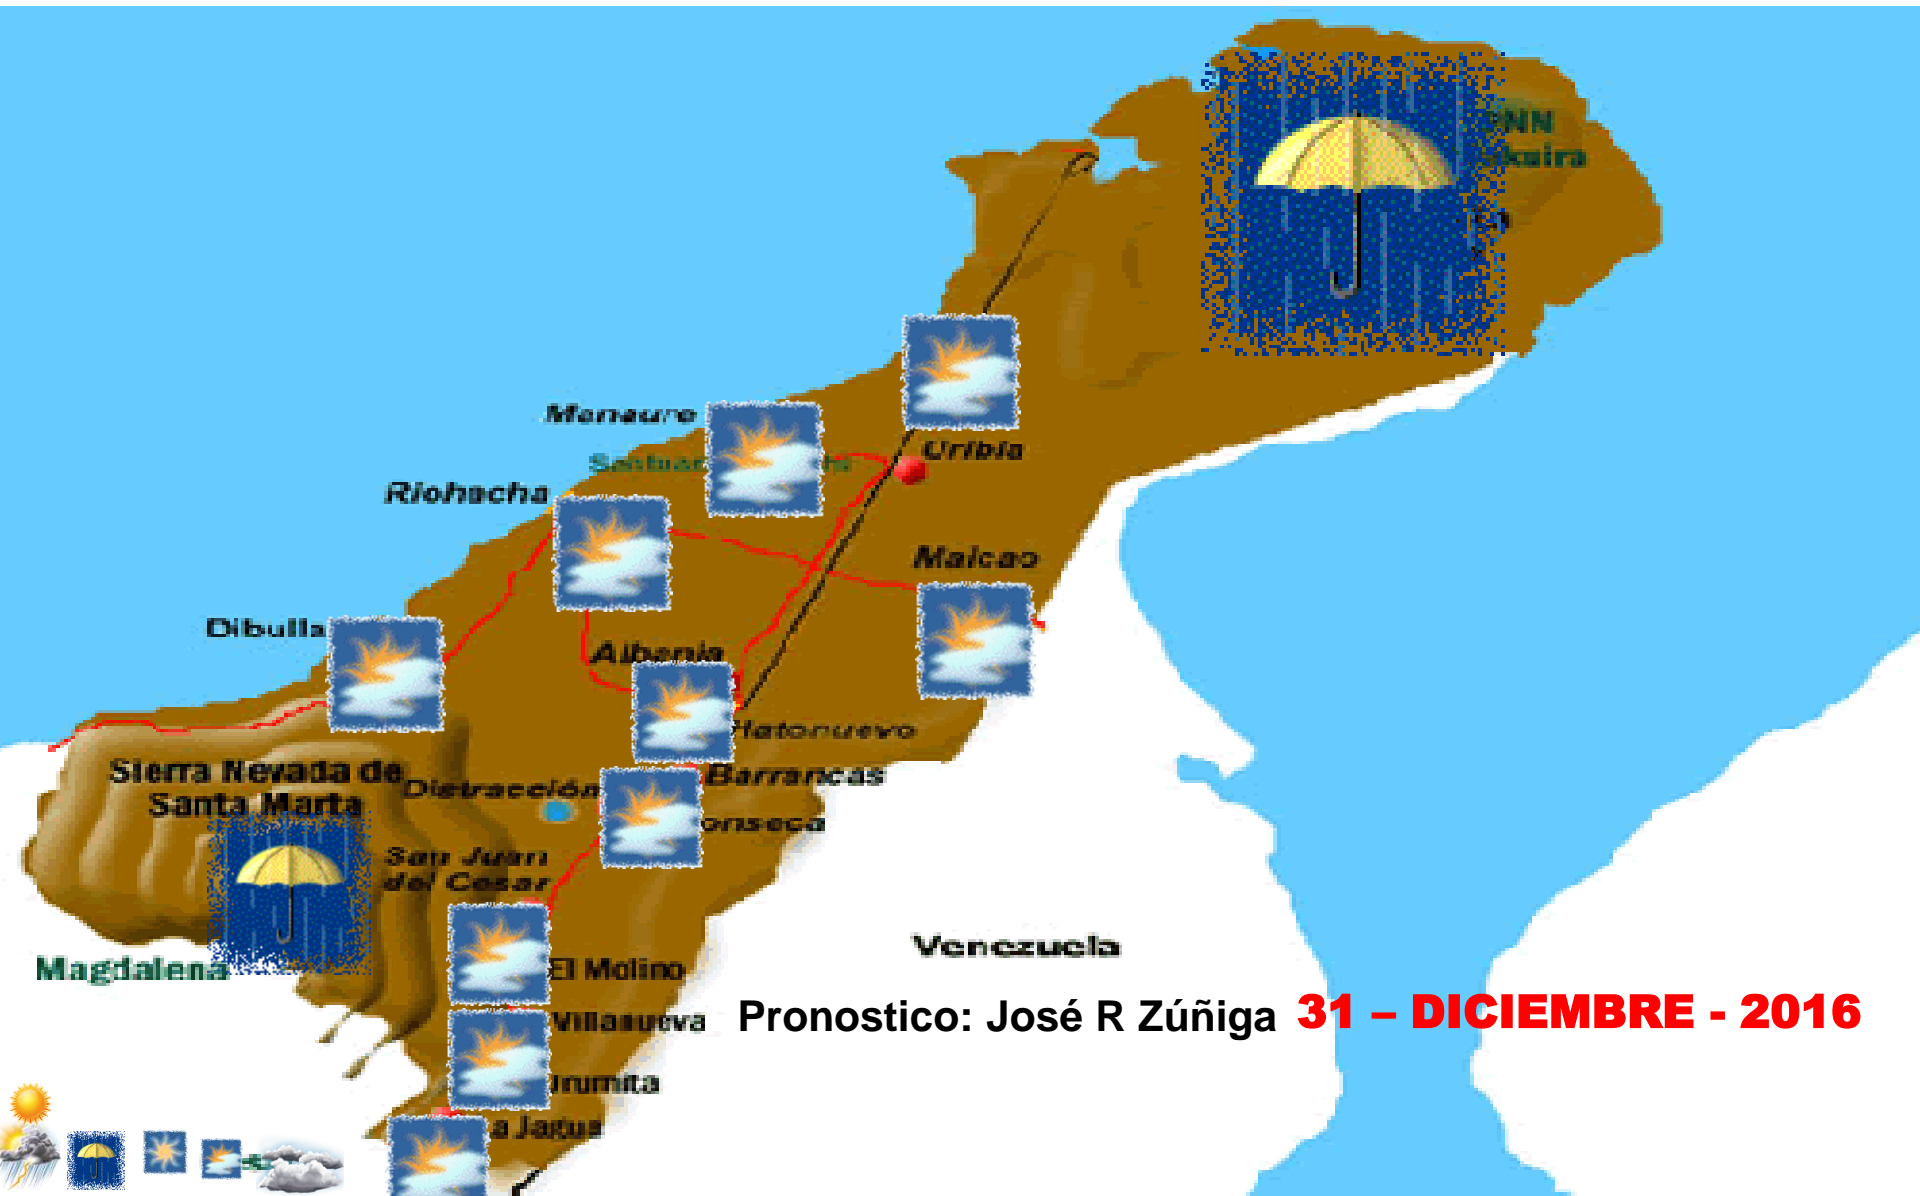 Manaure
Uribia
Riohacha
Maicao
Dibulla
Albania
Hatonuevo
Sierra Nevada de
Santa Marta
Barrancas
Distracción
San Juan
del Cesar
Venezuela
Magdalena
El Molino
Pronostico: José R Zúñiga 31 – DICIEMBRE - 2016
Villanueva